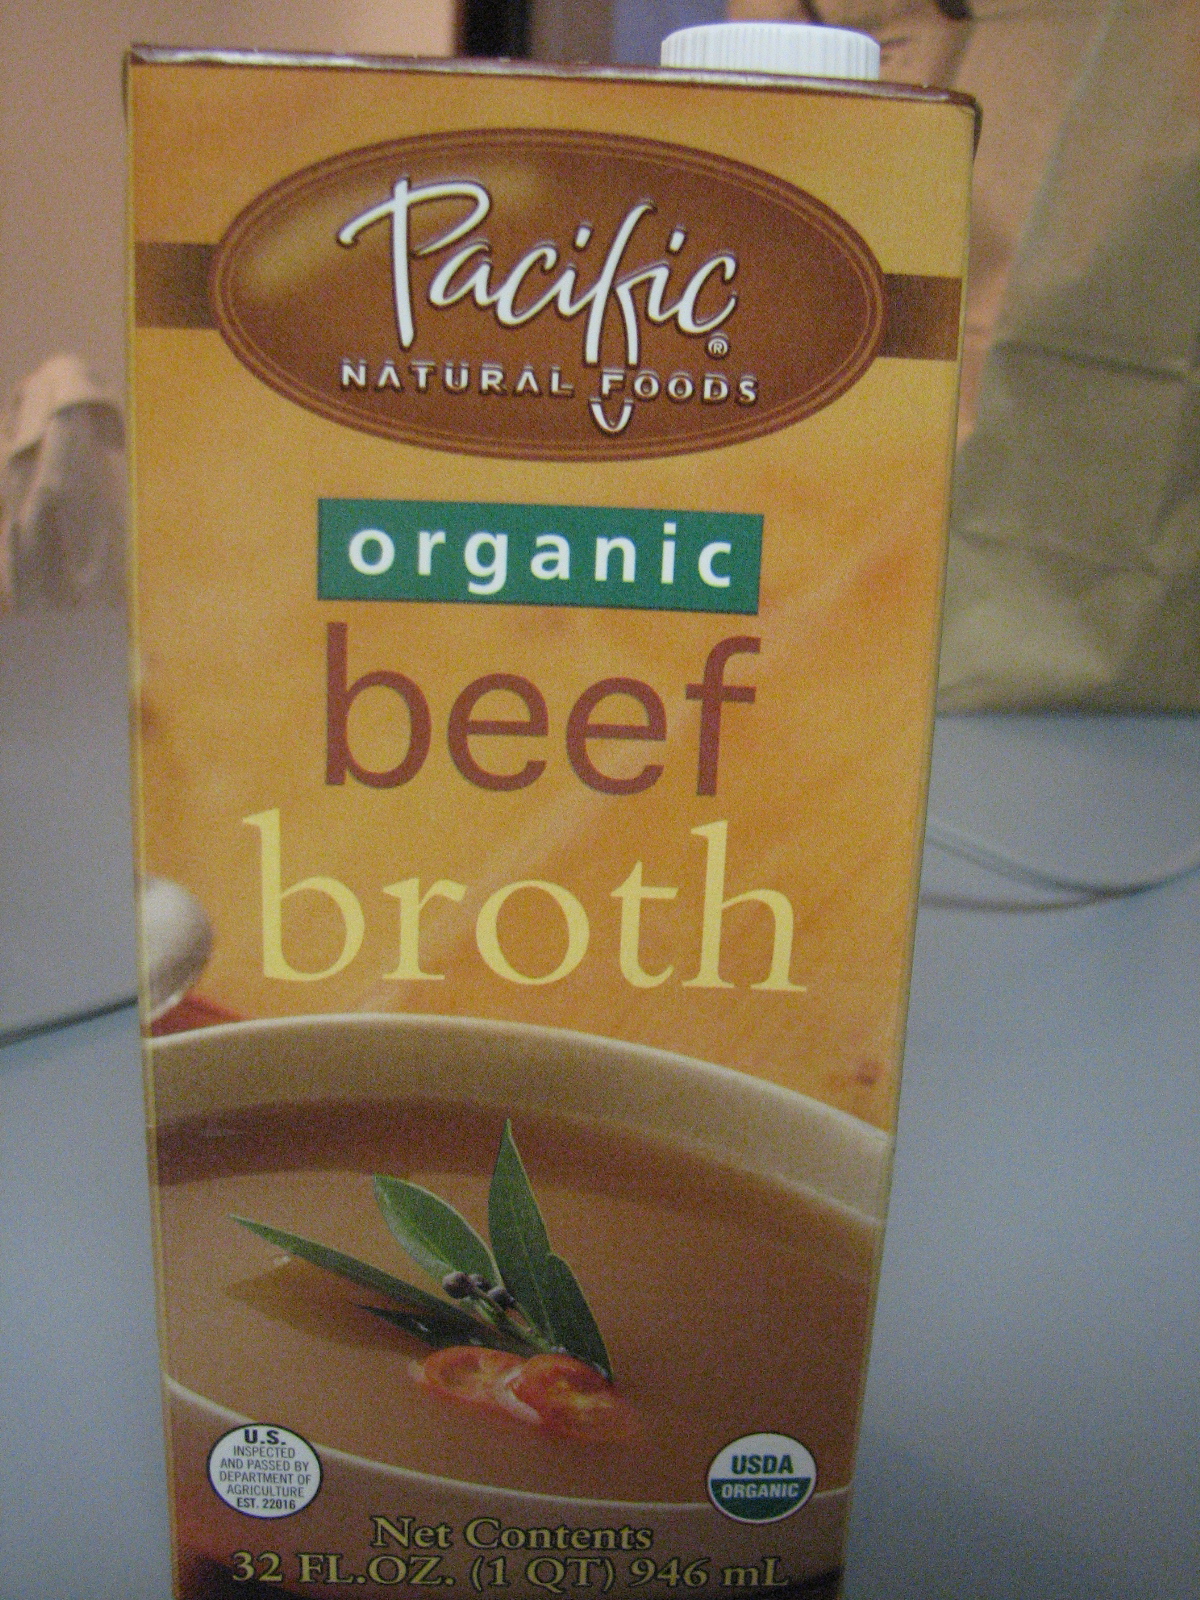 Pacific®
NATURAL FOODS
organic
beef
broth
U.S.
INSPECTED
AND PASSED BY
DEPARTMENT OF
AGRICULTURE
EST. 22016
USDA
ORGANIC
Net Contents
32 FL.OZ. (1 QT) 946 mL